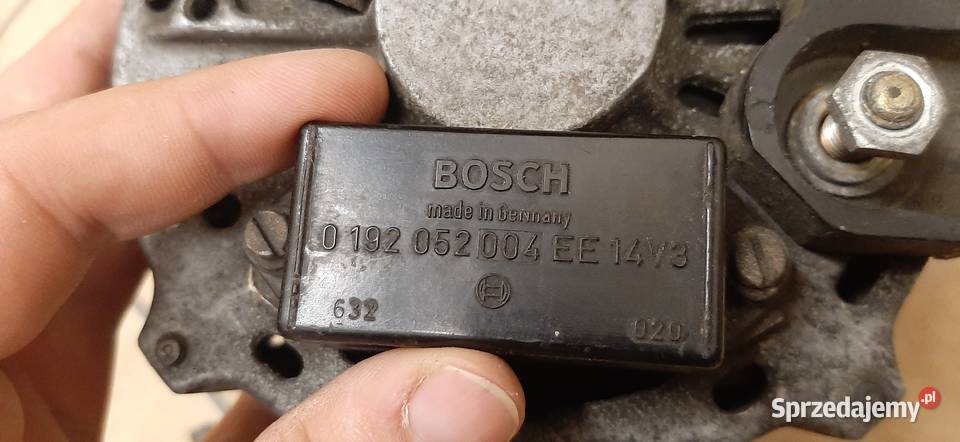 BOSCH
made in Germany
0 192 052 004 EE 14V3
632
020
Sprzedajemy.pl